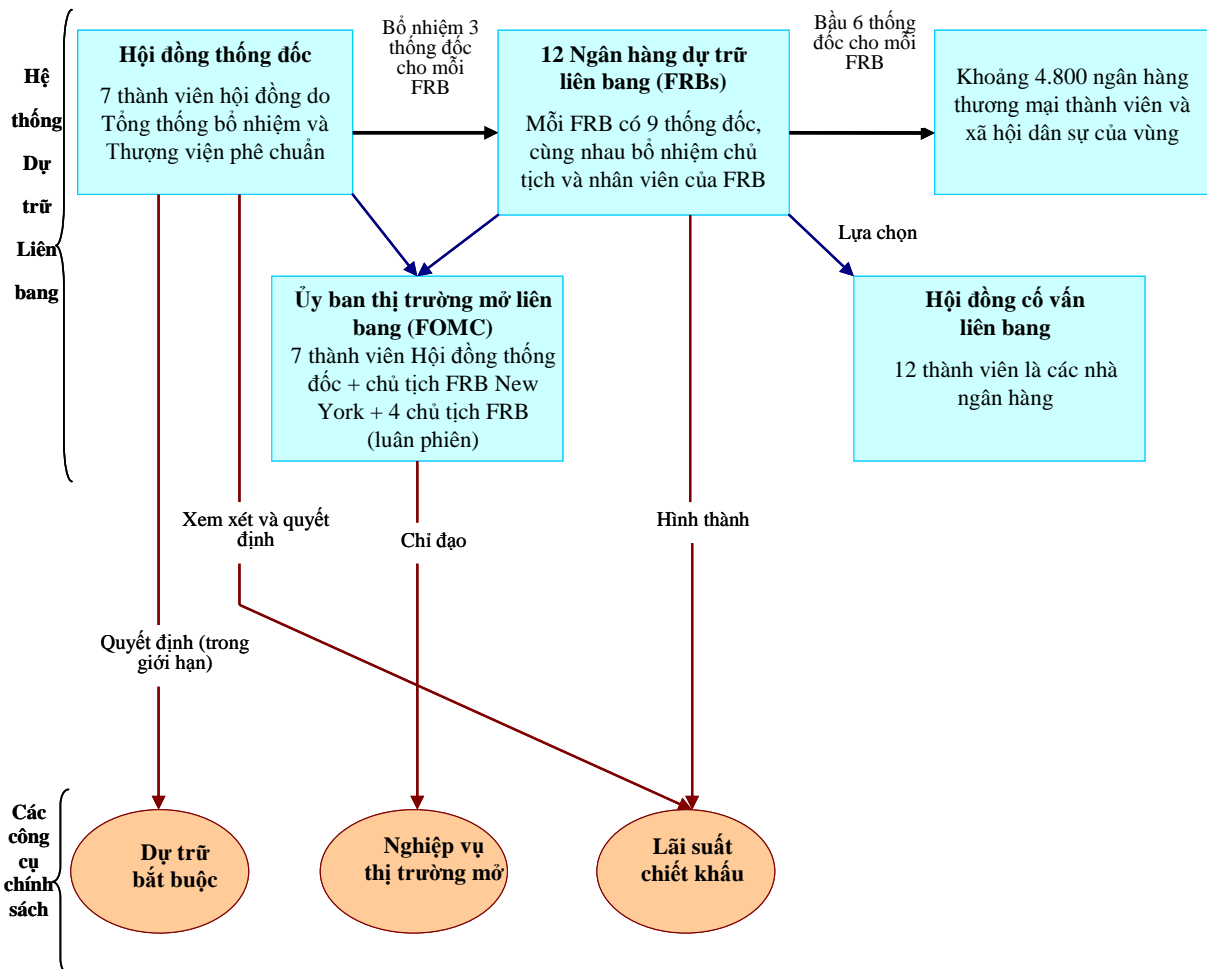 Hệ
thống
Dự
trữ
Liên
bang
Hội đồng thống đốc
7 thành viên hội đồng do
Tổng thống bổ nhiệm và
Thượng viện phê chuẩn
Bổ nhiệm 3
thống đốc
cho mỗi
FRB
12 Ngân hàng dự trữ
liên bang (FRBs)
Mỗi FRB có 9 thống đốc,
cùng nhau bổ nhiệm chủ
tịch và nhân viên của FRB
Bầu 6 thống
đốc cho mỗi
FRB
Khoảng 4.800 ngân hàng
thương mại thành viên và
xã hội dân sự của vùng
Lựa chọn
Ủy ban thị trường mở liên
bang (FOMC)
7 thành viên Hội đồng thống
đốc + chủ tịch FRB New
York + 4 chủ tịch FRB
(luân phiên)
Hội đồng cố vấn
liên bang
12 thành viên là các nhà
ngân hàng
Xem xét và quyết
định
Chỉ đạo
Hình thành
Quyết định (trong
giới hạn)
Các
công
cụ
chính
sách
Dự trữ
bắt buộc
Nghiệp vụ
thị trường mở
Lãi suất
chiết khấu